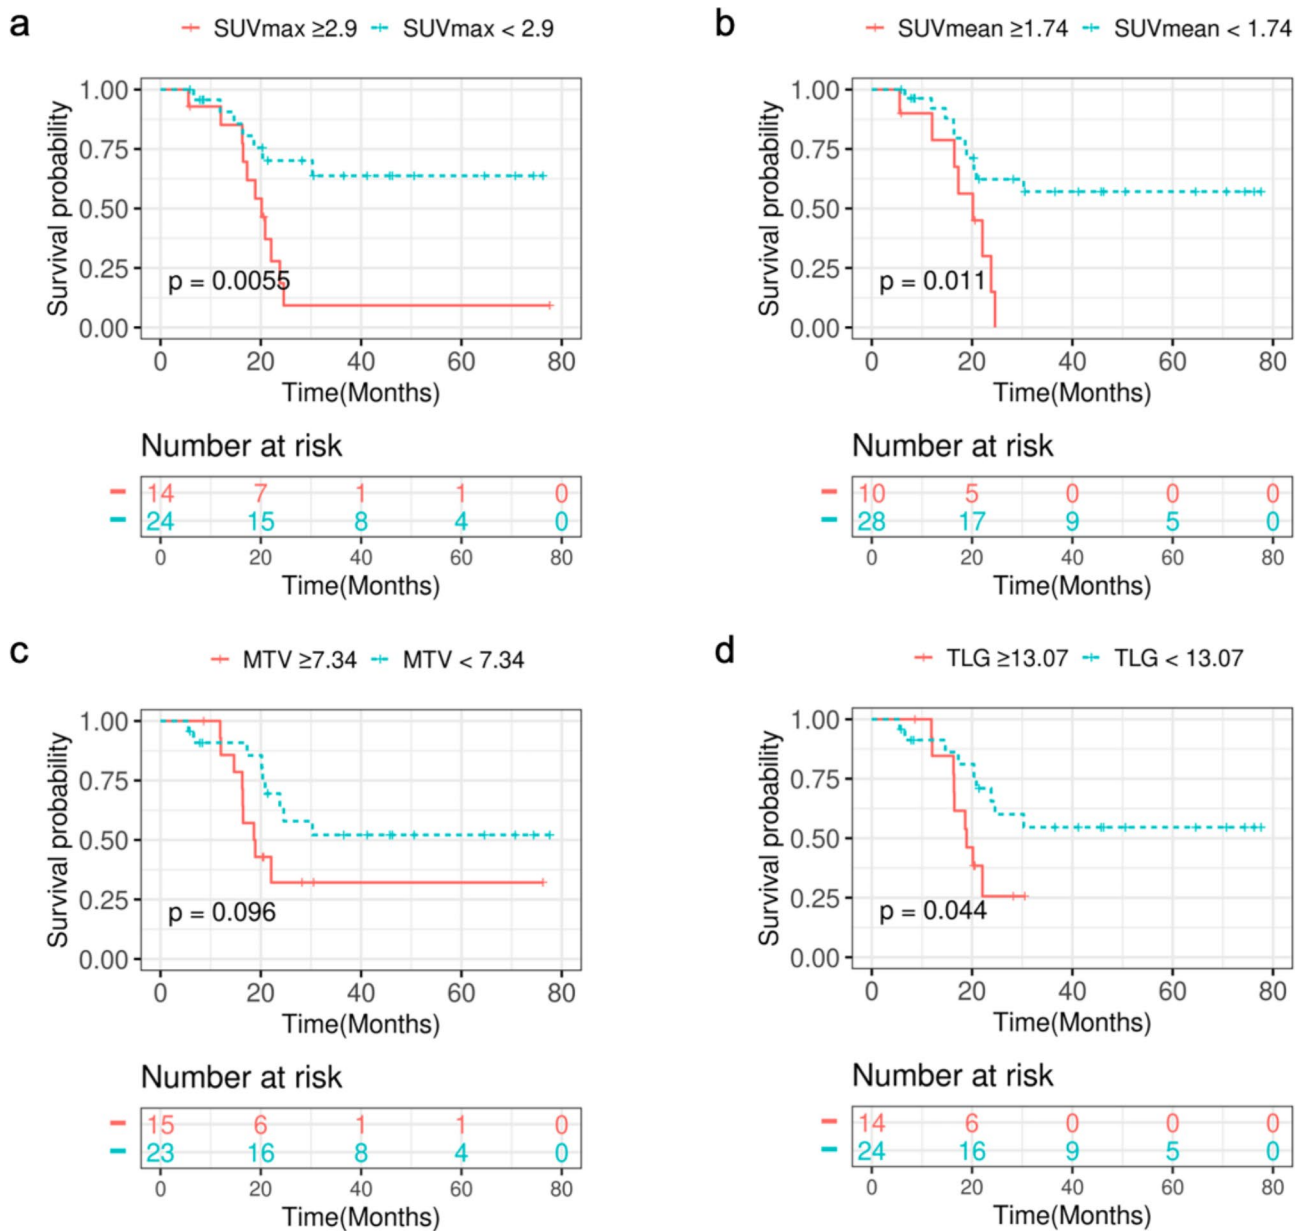 a
SUVmax ≥2.9 SUVmax < 2.9
1.00
0.75
0.50
0.25
0.00
Survival probability
p = 0.0055
0 20 40 60 80
Time(Months)
Number at risk
14 7 1 1 0
24 15 8 4 0
0 20 40 60 80
Time(Months)
b
SUVmean ≥1.74 SUVmean < 1.74
1.00
0.75
0.50
0.25
0.00
Survival probability
p = 0.011
0 20 40 60 80
Time(Months)
Number at risk
10 5 0 0 0
28 17 9 5 0
0 20 40 60 80
Time(Months)
c
MTV ≥7.34 MTV < 7.34
1.00
0.75
0.50
0.25
0.00
Survival probability
p = 0.096
0 20 40 60 80
Time(Months)
Number at risk
15 6 1 1 0
23 16 8 4 0
0 20 40 60 80
Time(Months)
d
TLG ≥13.07 TLG < 13.07
1.00
0.75
0.50
0.25
0.00
Survival probability
p = 0.044
0 20 40 60 80
Time(Months)
Number at risk
14 6 0 0 0
24 16 9 5 0
0 20 40 60 80
Time(Months)